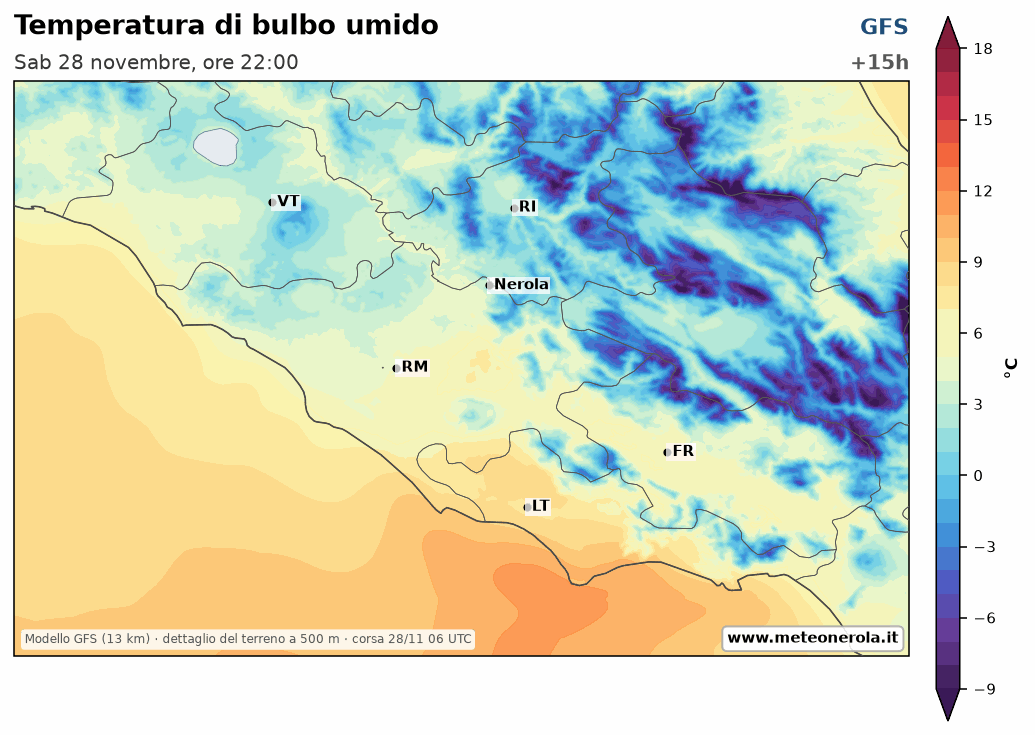 Temperatura di bulbo umido
GFS
Sab 28 novembre, ore 22:00
+15h
18
15
12
9
6
3
0
−3
−6
−9
°C
VT
RI
Nerola
RM
FR
LT
Modello GFS (13 km) · dettaglio del terreno a 500 m · corsa 28/11 06 UTC
www.meteonerola.it